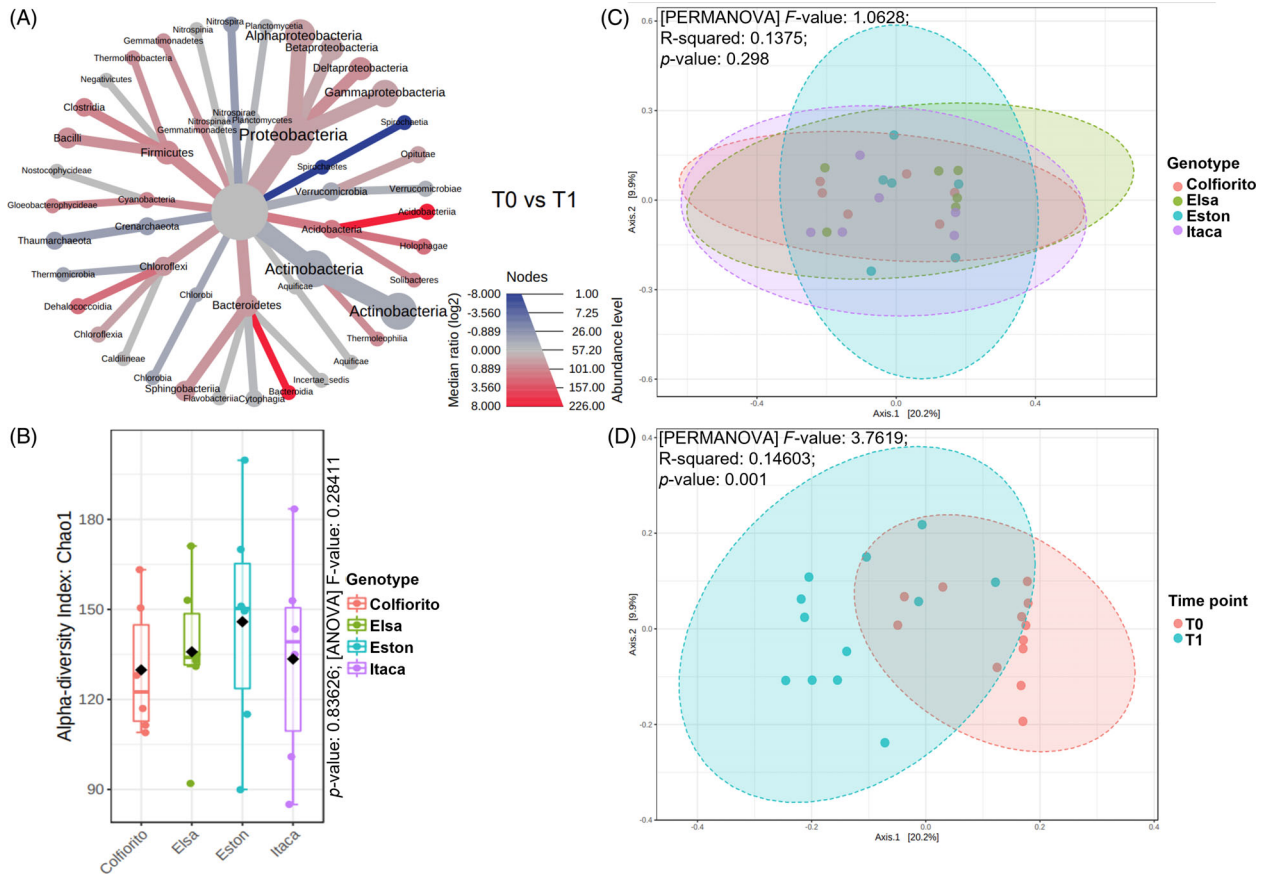 (A)
Nitrospira
Nitrospinia
Planctomycetia
Gemmatimonadetes
Alphaproteobacteria
Betaproteobacteria
Thermolithobacteria
Deltaproteobacteria
Negativicutes
Gammaproteobacteria
Clostridia
Nitrospirae
Nitrospinae
Planctomycetes
Spirochaetia
Gemmatimonadetes
Proteobacteria
Bacilli
Firmicutes
Opitutae
Spirochaetes
Nostocophycideae
Verrucomicrobia
Verrucomicrobiae
Cyanobacteria
Gloeobacterophycideae
Acidobacteriia
Crenarchaeota
Acidobacteria
Thaumarchaeota
Holophagae
Chloroflexi
Actinobacteria
Thermomicrobia
Solibacteres
Aquificae
Chlorobi
Dehalococcoidia
Bacteroidetes
Actinobacteria
Chloroflexia
Thermoleophilia
Caldilineae
Aquificae
Chlorobia
Incertae_sedis
Sphingobacteriia
Bacteroidia
Flavobacteriia
Cytophagia
T0 vs T1
Nodes
Median ratio (log2)
Abundance level
-8.000 1.00
-3.560 7.25
-0.889 26.00
0.000 57.20
0.889 101.00
3.560 157.00
8.000 226.00
(B)
Alpha-diversity Index: Chao1
180
150
120
90
Colfiorito
Elsa
Eston
Itaca
p-value: 0.83626; [ANOVA] F-value: 0.28411
Genotype
Colfiorito
Elsa
Eston
Itaca
(C)
[PERMANOVA] F-value: 1.0628;
R-squared: 0.1375;
p-value: 0.298
Axis.2 [9.9%]
0.6
0.3
0.0
-0.3
-0.6
-0.4
0.0
0.4
Axis.1 [20.2%]
Genotype
Colfiorito
Elsa
Eston
Itaca
(D)
[PERMANOVA] F-value: 3.7619;
R-squared: 0.14603;
p-value: 0.001
Axis.2 [9.9%]
0.4
0.2
0.0
-0.2
-0.4
-0.4
-0.2
0.0
0.2
0.4
Axis.1 [20.2%]
Time point
T0
T1